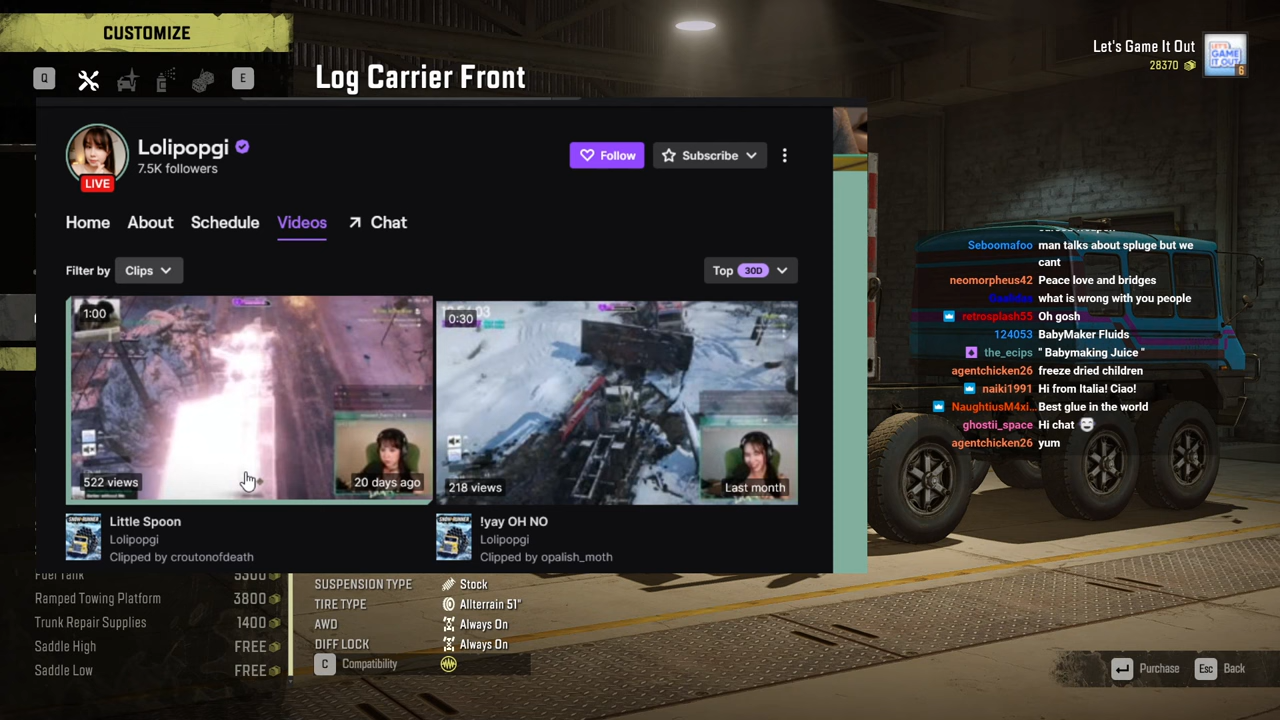 CUSTOMIZE
Q
E
Log Carrier Front
Let's Game It Out
28370
LET'S GAME IT OUT
6
Lolipopgi
7.5K followers
LIVE
Follow
Subscribe
Home
About
Schedule
Videos
Chat
Filter by
Clips
Top
30D
1:00
522 views
20 days ago
0:30
218 views
Last month
Little Spoon
Lolipopgi
Clipped by croutonofdeath
!yay OH NO
Lolipopgi
Clipped by opalish_moth
Seboomafoo man talks about spluge but we
cant
neomorpheus42 Peace love and bridges
what is wrong with you people
retrosplash55 Oh gosh
124053 BabyMaker Fluids
the_ecips " Babymaking Juice "
agentchicken26 freeze dried children
naiki1991 Hi from Italia! Ciao!
NaughtiusM4xi... Best glue in the world
ghostii_space Hi chat
agentchicken26 yum
Fuel Tank 3300
Ramped Towing Platform 3800
Trunk Repair Supplies 1400
Saddle High FREE
Saddle Low FREE
SUSPENSION TYPE Stock
TIRE TYPE Allterrain 51"
AWD Always On
DIFF LOCK Always On
C Compatibility
Purchase
Esc Back